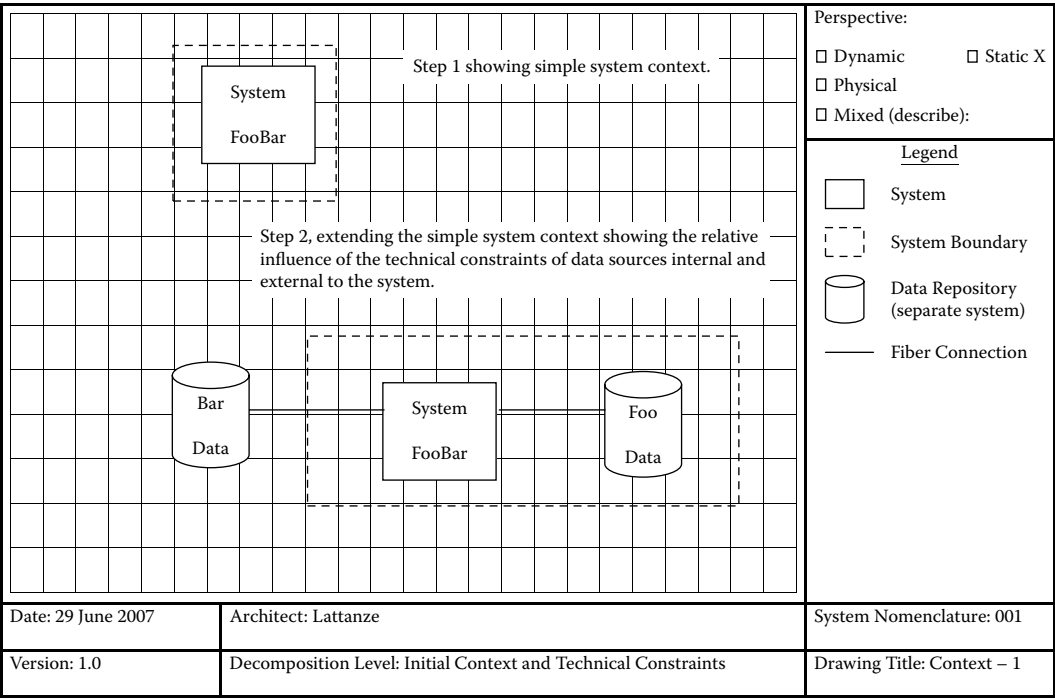 System
FooBar
Step 1 showing simple system context.
Step 2, extending the simple system context showing the relative
influence of the technical constraints of data sources internal and
external to the system.
Bar
Data
System
FooBar
Foo
Data
Perspective:
Dynamic
Static X
Physical
Mixed (describe):
Legend
System
System Boundary
Data Repository
(separate system)
Fiber Connection
Date: 29 June 2007
Architect: Lattanze
System Nomenclature: 001
Version: 1.0
Decomposition Level: Initial Context and Technical Constraints
Drawing Title: Context – 1